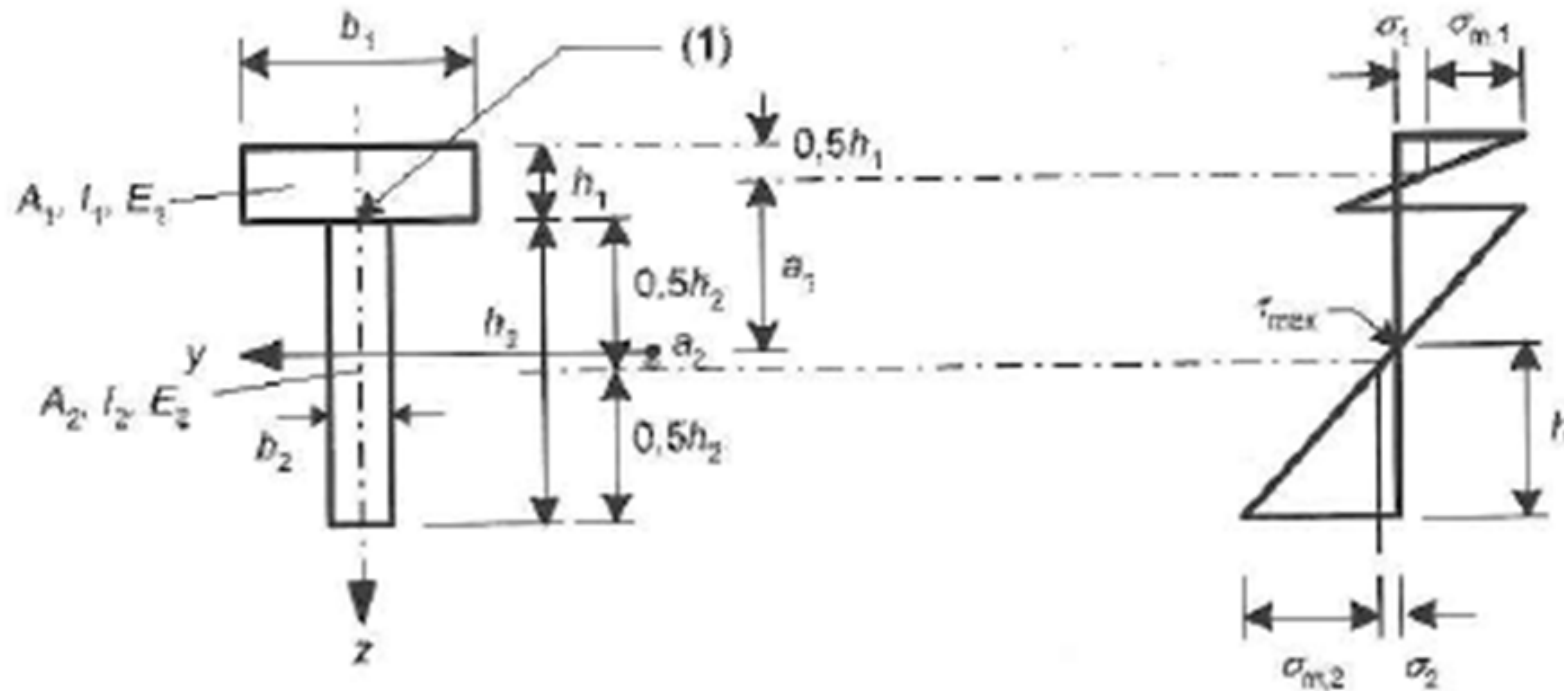 b₁
(1)
σ₁
σm,1
0,5h₁
A₁, I₁, E₁
h₁
a₁
0,5h₂
h₂
τmax
y
a₂
A₂, I₂, E₂
h
b₂
0,5h₂
z
σm,2
σ₂